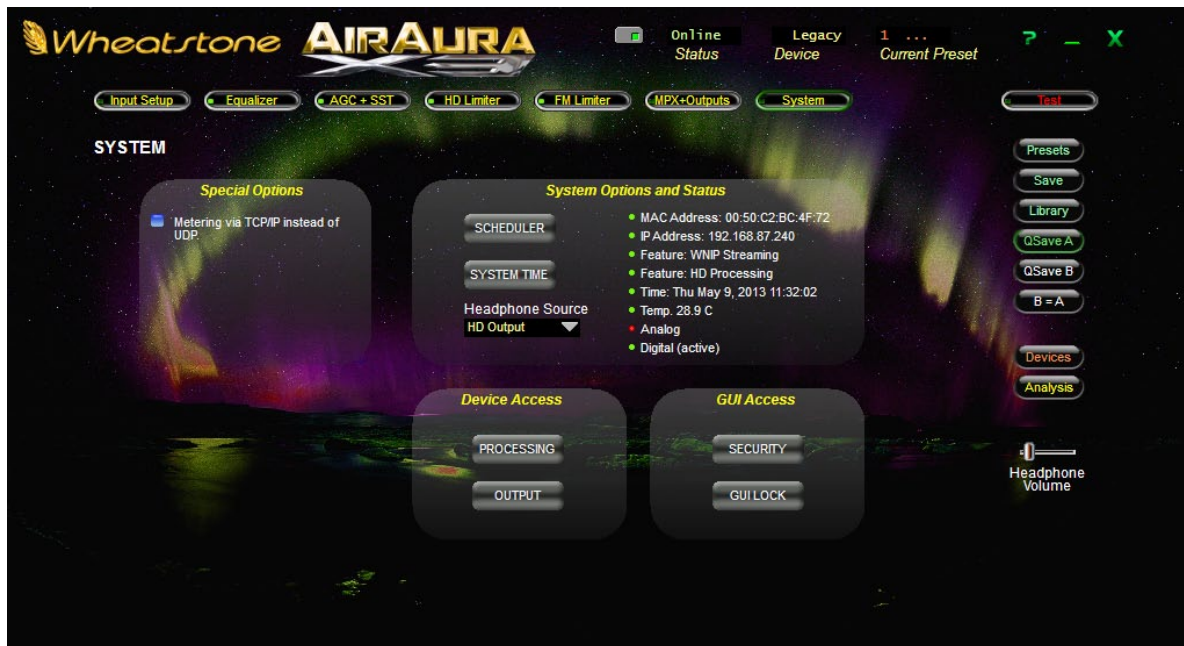 Wheatstone AIRAURA X3
Online Legacy 1 ...
Status Device Current Preset
? _ X
Input Setup Equalizer AGC + SST HD Limiter FM Limiter MPX+Outputs System Test
SYSTEM
Special Options
Metering via TCP/IP instead of
UDP.
System Options and Status
SCHEDULER
SYSTEM TIME
Headphone Source
HD Output
MAC Address: 00:50:C2:BC:4F:72
IP Address: 192.168.87.240
Feature: WNIP Streaming
Feature: HD Processing
Time: Thu May 9, 2013 11:32:02
Temp. 28.9 C
Analog
Digital (active)
Device Access
PROCESSING
OUTPUT
GUI Access
SECURITY
GUI LOCK
Presets
Save
Library
QSave A
QSave B
B = A
Devices
Analysis
Headphone
Volume